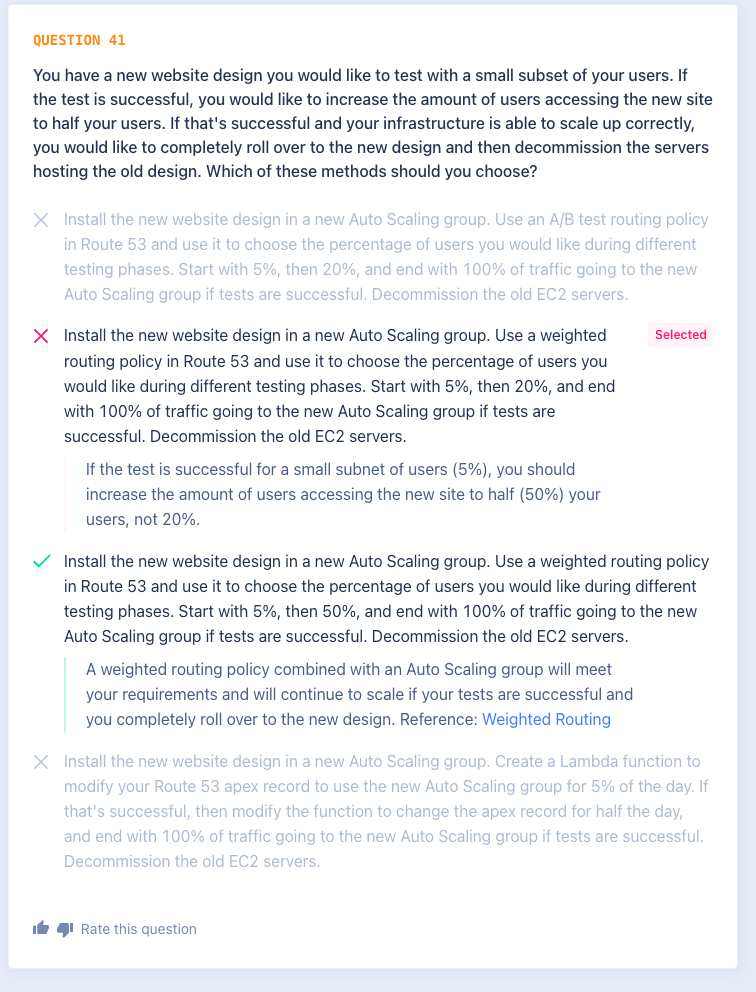 QUESTION 41
You have a new website design you would like to test with a small subset of your users. If
the test is successful, you would like to increase the amount of users accessing the new site
to half your users. If that's successful and your infrastructure is able to scale up correctly,
you would like to completely roll over to the new design and then decommission the servers
hosting the old design. Which of these methods should you choose?
Install the new website design in a new Auto Scaling group. Use an A/B test routing policy
in Route 53 and use it to choose the percentage of users you would like during different
testing phases. Start with 5%, then 20%, and end with 100% of traffic going to the new
Auto Scaling group if tests are successful. Decommission the old EC2 servers.
Install the new website design in a new Auto Scaling group. Use a weighted
Selected
routing policy in Route 53 and use it to choose the percentage of users you
would like during different testing phases. Start with 5%, then 20%, and end
with 100% of traffic going to the new Auto Scaling group if tests are
successful. Decommission the old EC2 servers.
If the test is successful for a small subnet of users (5%), you should
increase the amount of users accessing the new site to half (50%) your
users, not 20%.
Install the new website design in a new Auto Scaling group. Use a weighted routing policy
in Route 53 and use it to choose the percentage of users you would like during different
testing phases. Start with 5%, then 50%, and end with 100% of traffic going to the new
Auto Scaling group if tests are successful. Decommission the old EC2 servers.
A weighted routing policy combined with an Auto Scaling group will meet
your requirements and will continue to scale if your tests are successful and
you completely roll over to the new design. Reference: Weighted Routing
Install the new website design in a new Auto Scaling group. Create a Lambda function to
modify your Route 53 apex record to use the new Auto Scaling group for 5% of the day. If
that's successful, then modify the function to change the apex record for half the day,
and end with 100% of traffic going to the new Auto Scaling group if tests are successful.
Decommission the old EC2 servers.
Rate this question